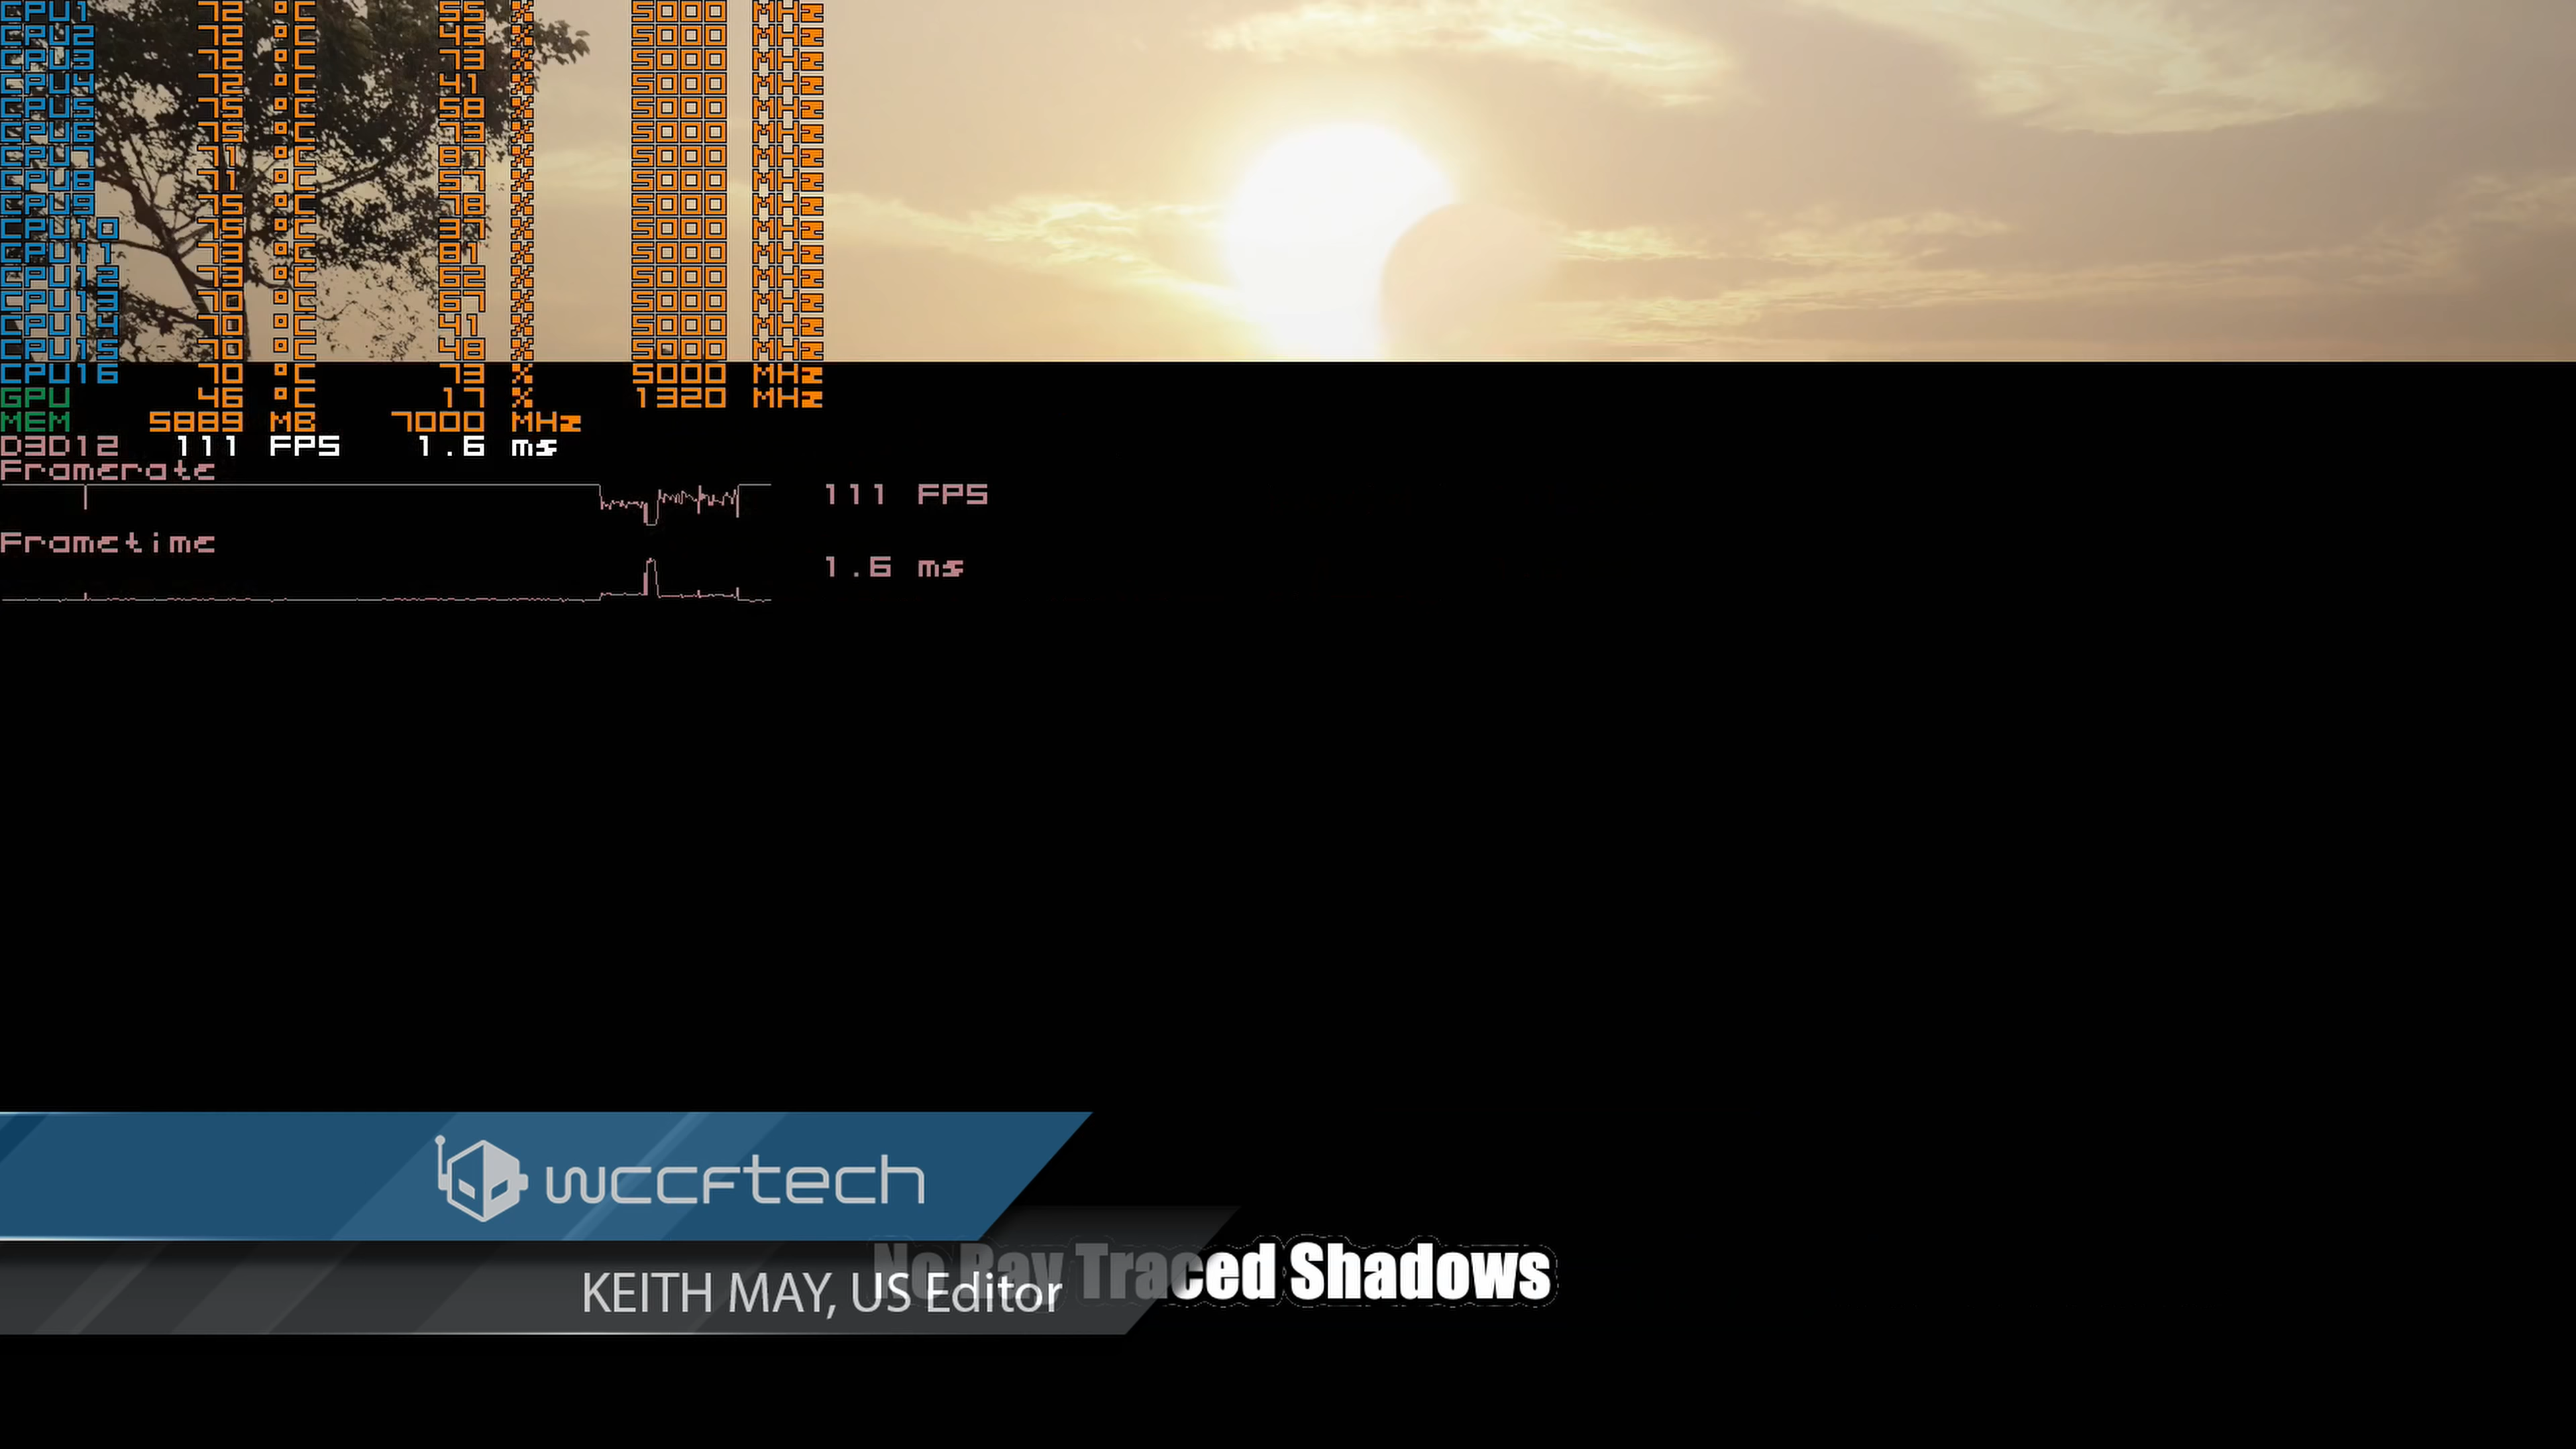 CPU1 72 °C 55 % 5000 MHz
CPU2 72 °C 45 % 5000 MHz
CPU3 72 °C 73 % 5000 MHz
CPU4 72 °C 41 % 5000 MHz
CPU5 75 °C 58 % 5000 MHz
CPU6 75 °C 73 % 5000 MHz
CPU7 71 °C 87 % 5000 MHz
CPU8 71 °C 57 % 5000 MHz
CPU9 75 °C 78 % 5000 MHz
CPU10 75 °C 37 % 5000 MHz
CPU11 73 °C 81 % 5000 MHz
CPU12 73 °C 62 % 5000 MHz
CPU13 70 °C 67 % 5000 MHz
CPU14 70 °C 41 % 5000 MHz
CPU15 70 °C 48 % 5000 MHz
CPU16 70 °C 73 % 5000 MHz
GPU 46 °C 17 % 1320 MHz
MEM 5889 MB 7000 MHz
D3D12 111 FPS 1.6 ms
Framerate
111 FPS
Frametime
1.6 ms
wccftech
No Ray Traced Shadows
KEITH MAY, US Editor